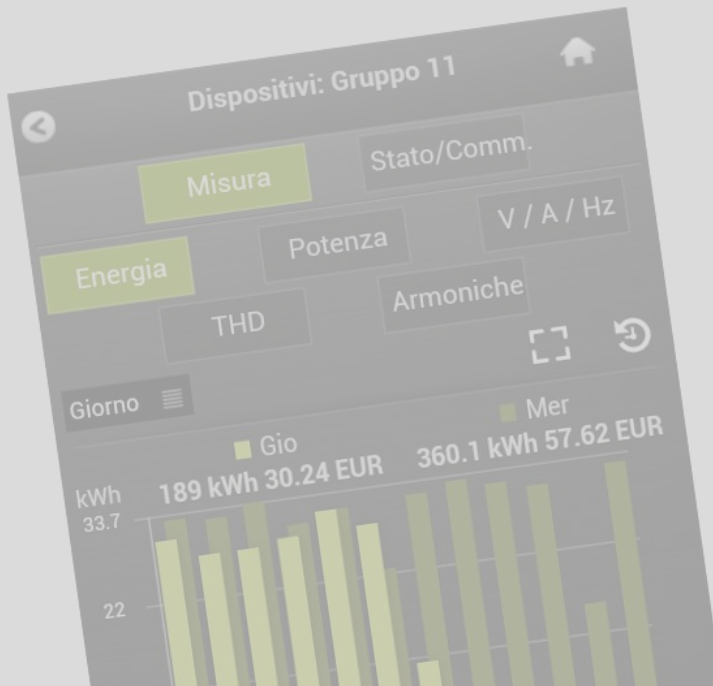 Dispositivi: Gruppo 11
Misura
Stato/Comm.
Energia
Potenza
V / A / Hz
THD
Armoniche
Giorno
Gio
Mer
189 kWh 30.24 EUR
360.1 kWh 57.62 EUR
kWh
33.7
22